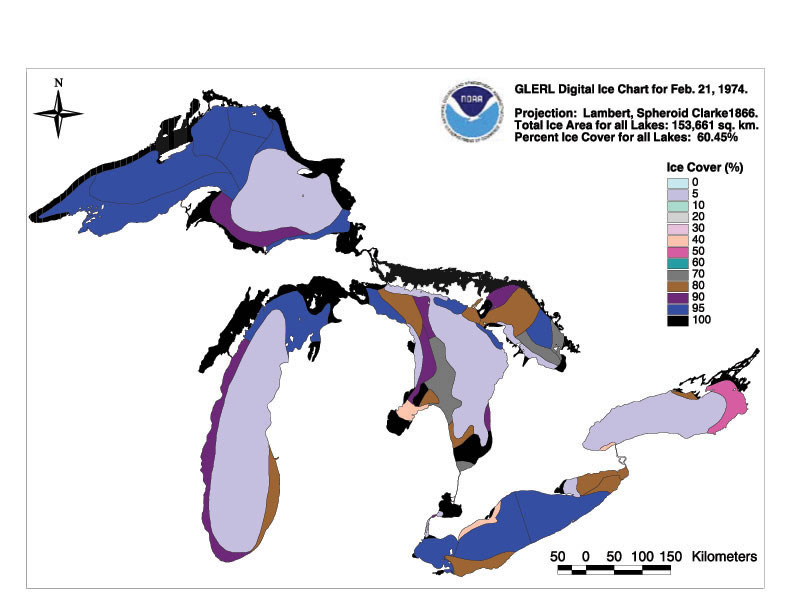 N
NOAA
GLERL Digital Ice Chart for Feb. 21, 1974.
Projection: Lambert, Spheroid Clarke1866.
Total Ice Area for all Lakes: 153,661 sq. km.
Percent Ice Cover for all Lakes: 60.45%
Ice Cover (%)
0
5
10
20
30
40
50
60
70
80
90
95
100
50 0 50 100 150 Kilometers